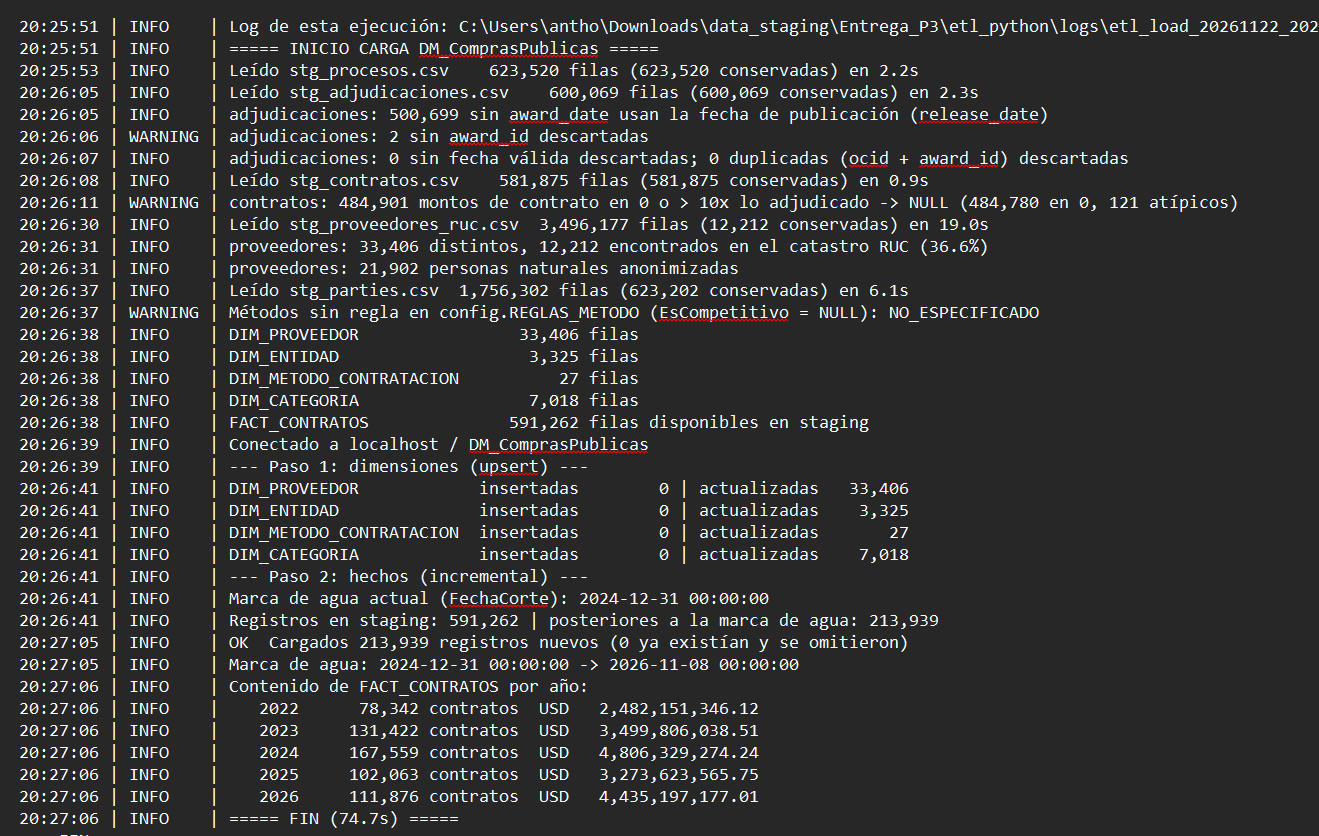 20:25:51 | INFO | Log de esta ejecución: C:\Users\antho\Downloads\data_staging\Entrega_P3\etl_python\logs\etl_load_20261122_202
20:25:51 | INFO | ===== INICIO CARGA DM_ComprasPublicas =====
20:25:53 | INFO | Leído stg_procesos.csv 623,520 filas (623,520 conservadas) en 2.2s
20:26:05 | INFO | Leído stg_adjudicaciones.csv 600,069 filas (600,069 conservadas) en 2.3s
20:26:05 | INFO | adjudicaciones: 500,699 sin award_date usan la fecha de publicación (release_date)
20:26:06 | WARNING | adjudicaciones: 2 sin award_id descartadas
20:26:07 | INFO | adjudicaciones: 0 sin fecha válida descartadas; 0 duplicadas (ocid + award_id) descartadas
20:26:08 | INFO | Leído stg_contratos.csv 581,875 filas (581,875 conservadas) en 0.9s
20:26:11 | WARNING | contratos: 484,901 montos de contrato en 0 o > 10x lo adjudicado -> NULL (484,780 en 0, 121 atípicos)
20:26:30 | INFO | Leído stg_proveedores_ruc.csv 3,496,177 filas (12,212 conservadas) en 19.0s
20:26:31 | INFO | proveedores: 33,406 distintos, 12,212 encontrados en el catastro RUC (36.6%)
20:26:31 | INFO | proveedores: 21,902 personas naturales anonimizadas
20:26:37 | INFO | Leído stg_parties.csv 1,756,302 filas (623,202 conservadas) en 6.1s
20:26:37 | WARNING | Métodos sin regla en config.REGLAS_METODO (EsCompetitivo = NULL): NO_ESPECIFICADO
20:26:38 | INFO | DIM_PROVEEDOR 33,406 filas
20:26:38 | INFO | DIM_ENTIDAD 3,325 filas
20:26:38 | INFO | DIM_METODO_CONTRATACION 27 filas
20:26:38 | INFO | DIM_CATEGORIA 7,018 filas
20:26:38 | INFO | FACT_CONTRATOS 591,262 filas disponibles en staging
20:26:39 | INFO | Conectado a localhost / DM_ComprasPublicas
20:26:39 | INFO | --- Paso 1: dimensiones (upsert) ---
20:26:41 | INFO | DIM_PROVEEDOR insertadas 0 | actualizadas 33,406
20:26:41 | INFO | DIM_ENTIDAD insertadas 0 | actualizadas 3,325
20:26:41 | INFO | DIM_METODO_CONTRATACION insertadas 0 | actualizadas 27
20:26:41 | INFO | DIM_CATEGORIA insertadas 0 | actualizadas 7,018
20:26:41 | INFO | --- Paso 2: hechos (incremental) ---
20:26:41 | INFO | Marca de agua actual (FechaCorte): 2024-12-31 00:00:00
20:26:41 | INFO | Registros en staging: 591,262 | posteriores a la marca de agua: 213,939
20:27:05 | INFO | OK Cargados 213,939 registros nuevos (0 ya existían y se omitieron)
20:27:05 | INFO | Marca de agua: 2024-12-31 00:00:00 -> 2026-11-08 00:00:00
20:27:06 | INFO | Contenido de FACT_CONTRATOS por año:
20:27:06 | INFO | 2022 78,342 contratos USD 2,482,151,346.12
20:27:06 | INFO | 2023 131,422 contratos USD 3,499,806,038.51
20:27:06 | INFO | 2024 167,559 contratos USD 4,806,329,274.24
20:27:06 | INFO | 2025 102,063 contratos USD 3,273,623,565.75
20:27:06 | INFO | 2026 111,876 contratos USD 4,435,197,177.01
20:27:06 | INFO | ===== FIN (74.7s) =====